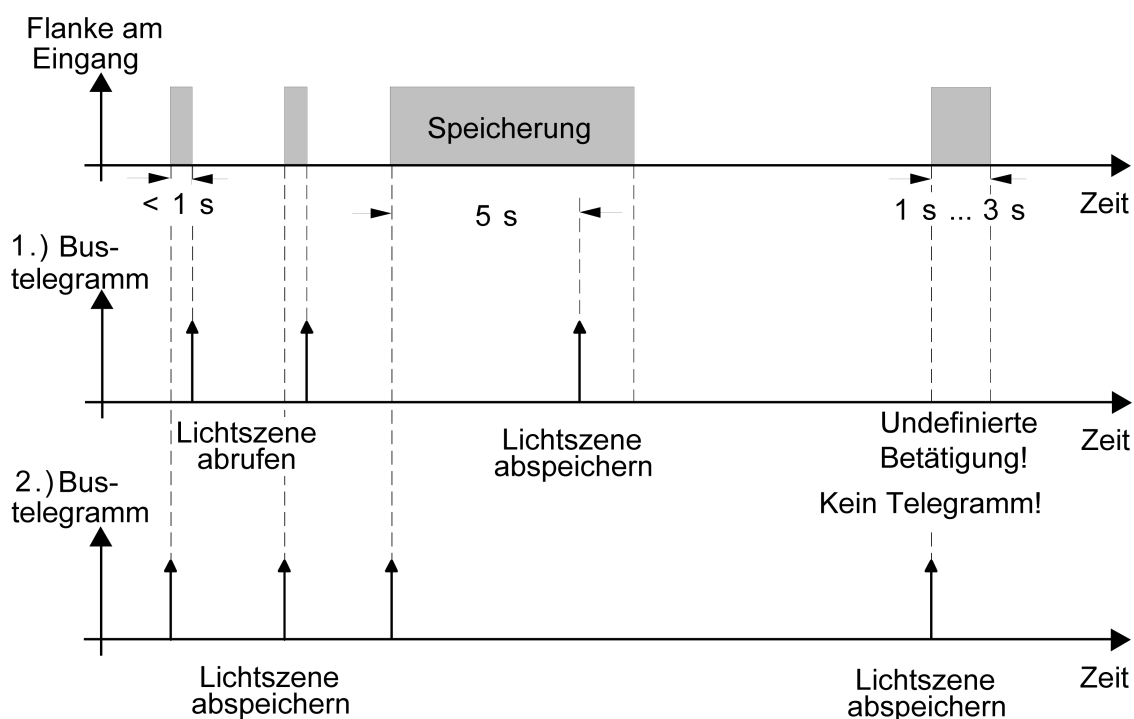 Flanke am
Eingang
Speicherung
< 1 s
5 s
1 s ... 3 s
Zeit
1.) Bus-
telegramm
Lichtszene
abrufen
Lichtszene
abspeichern
Undefinierte
Betätigung!
Kein Telegramm!
Zeit
2.) Bus-
telegramm
Lichtszene
abspeichern
Lichtszene
abspeichern
Zeit